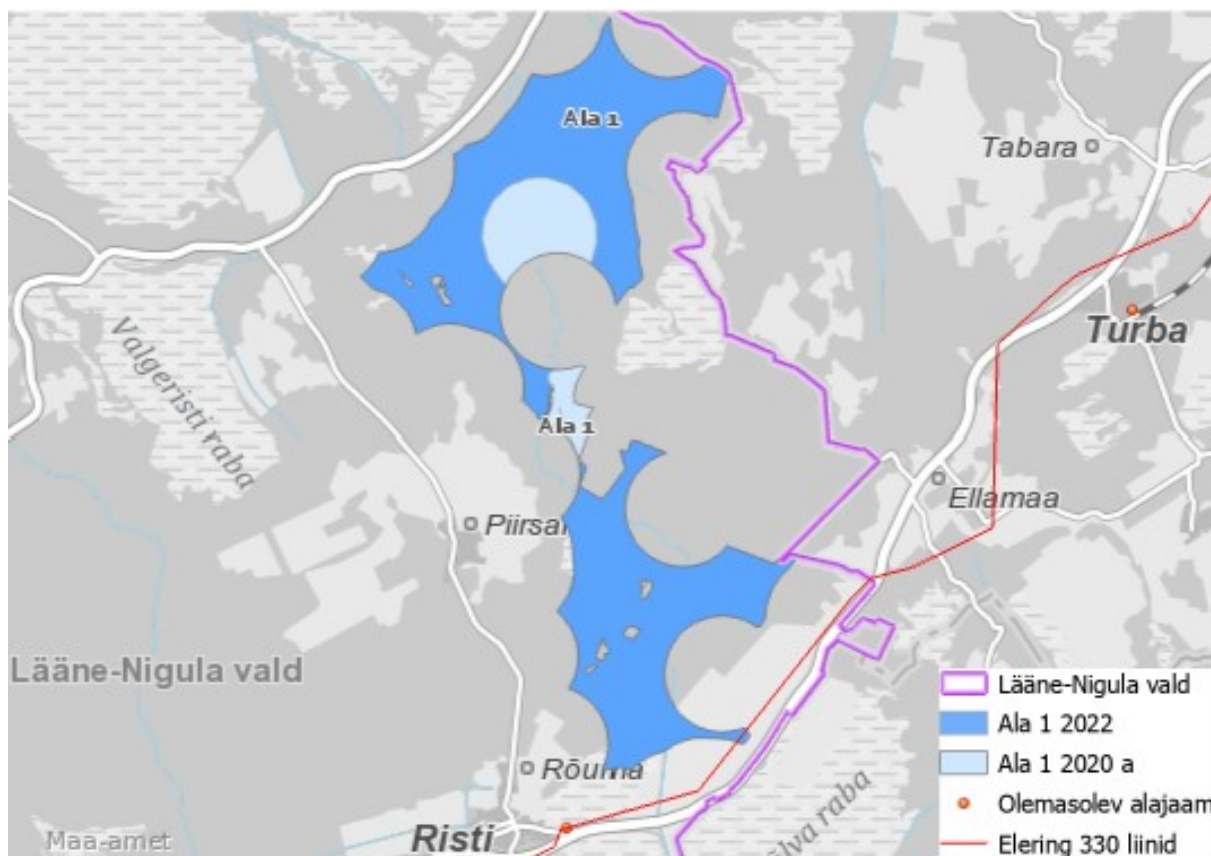 Ala 1
Tabara
Turba
Valgeristi raba
Ala 1
Ellamaa
Piirsal
Lääne-Nigula vald
Rõuma
Risti
Maa-amet
raba
Lääne-Nigula vald
Ala 1 2022
Ala 1 2020 a
Olemasolev alajaam
Elering 330 liinid